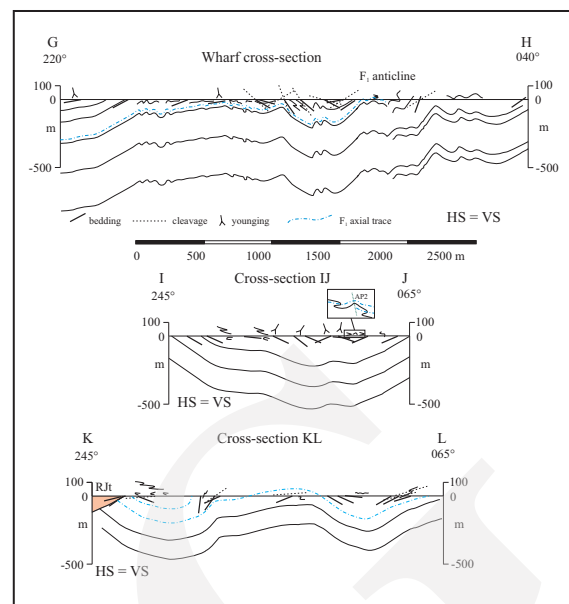 G
220°
Wharf cross-section
H
040°
F₁ anticline
100
0
m
-500
100
0
m
-500
bedding
cleavage
younging
F₁ axial trace
HS = VS
0 500 1000 1500 2000 2500 m
I
245°
Cross-section IJ
J
065°
AP2
100
0
m
-500
100
0
m
-500
HS = VS
K
245°
Cross-section KL
L
065°
RJt
100
0
m
-500
100
0
m
-500
HS = VS